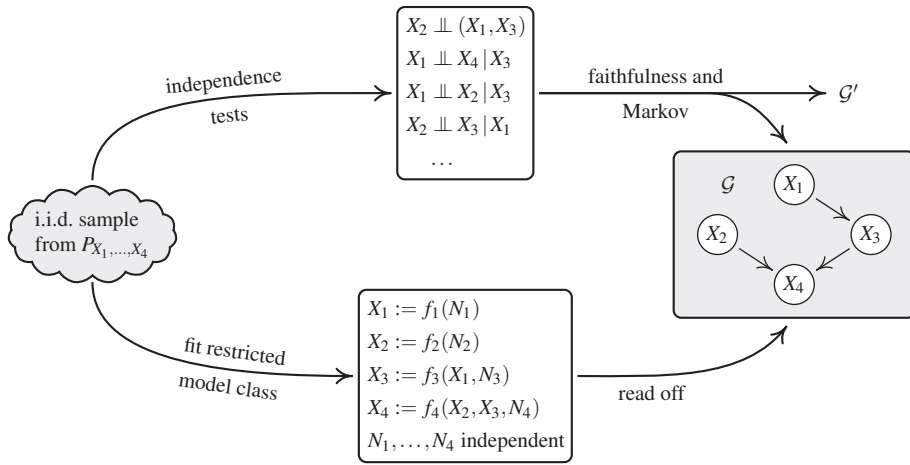 X₂ ⫫ (X₁, X₃)
X₁ ⫫ X₄ | X₃
X₁ ⫫ X₂ | X₃
X₂ ⫫ X₃ | X₁
…
independence
tests
faithfulness and
Markov
𝒢′
i.i.d. sample
from P_{X₁,…,X₄}
𝒢
X₁
X₂
X₃
X₄
fit restricted
model class
X₁ := f₁(N₁)
X₂ := f₂(N₂)
X₃ := f₃(X₁, N₃)
X₄ := f₄(X₂, X₃, N₄)
N₁, …, N₄ independent
read off